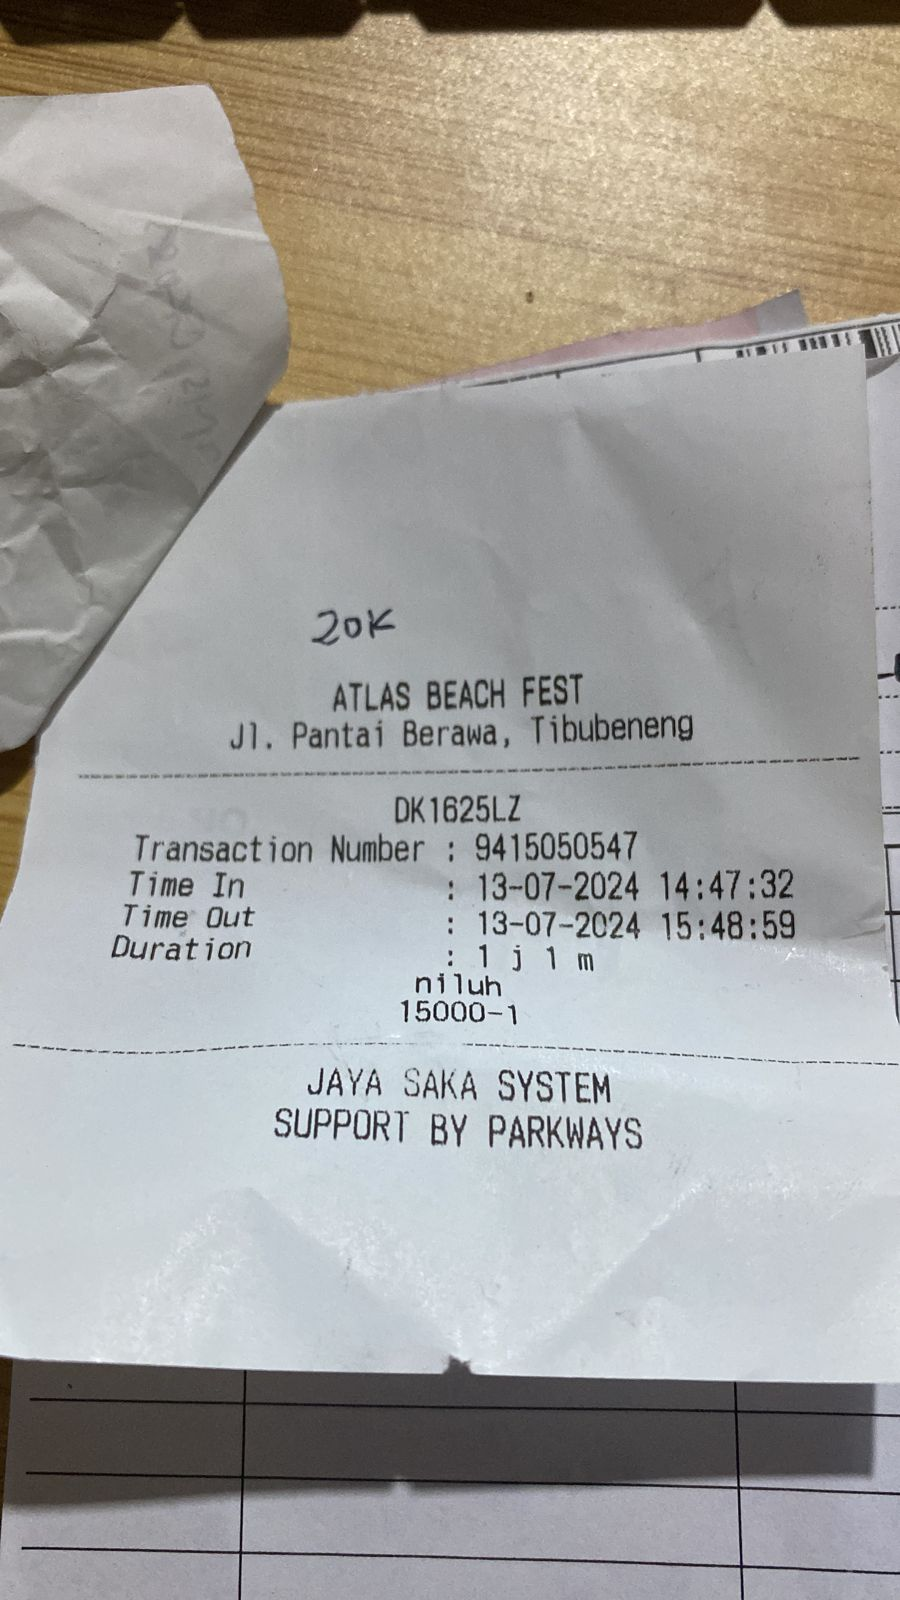 20K
ATLAS BEACH FEST
Jl. Pantai Berawa, Tibubeneng
DK1625LZ
Transaction Number : 9415050547
Time In : 13-07-2024 14:47:32
Time Out : 13-07-2024 15:48:59
Duration : 1 j 1 m
niluh
15000-1
JAYA SAKA SYSTEM
SUPPORT BY PARKWAYS